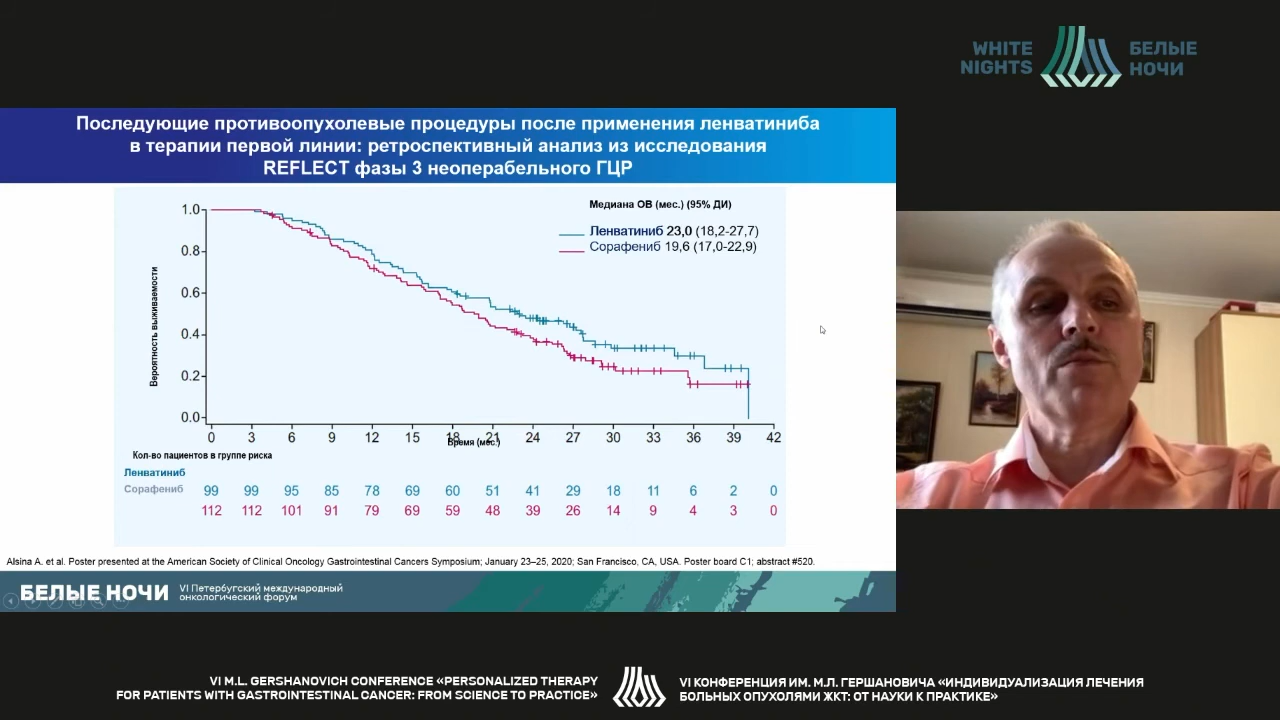 WHITE
NIGHTS
БЕЛЫЕ
НОЧИ
Последующие противоопухолевые процедуры после применения ленватиниба
в терапии первой линии: ретроспективный анализ из исследования
REFLECT фазы 3 неоперабельного ГЦР
Медиана ОВ (мес.) (95% ДИ)
Ленватиниб 23,0 (18,2-27,7)
Сорафениб 19,6 (17,0-22,9)
Вероятность выживаемости
1.0
0.8
0.6
0.4
0.2
0.0
0 3 6 9 12 15 18 21 24 27 30 33 36 39 42
Время (мес.)
Кол-во пациентов в группе риска
Ленватиниб
Сорафениб
99 99 95 85 78 69 60 51 41 29 18 11 6 2 0
112 112 101 91 79 69 59 48 39 26 14 9 4 3 0
Alsina A. et al. Poster presented at the American Society of Clinical Oncology Gastrointestinal Cancers Symposium; January 23–25, 2020; San Francisco, CA, USA. Poster board C1; abstract #520.
БЕЛЫЕ НОЧИ
VI Петербугский международный
онкологический форум
VI M.L. GERSHANOVICH CONFERENCE «PERSONALIZED THERAPY
FOR PATIENTS WITH GASTROINTESTINAL CANCER: FROM SCIENCE TO PRACTICE»
VI КОНФЕРЕНЦИЯ ИМ. М.Л. ГЕРШАНОВИЧА «ИНДИВИДУАЛИЗАЦИЯ ЛЕЧЕНИЯ
БОЛЬНЫХ ОПУХОЛЯМИ ЖКТ: ОТ НАУКИ К ПРАКТИКЕ»